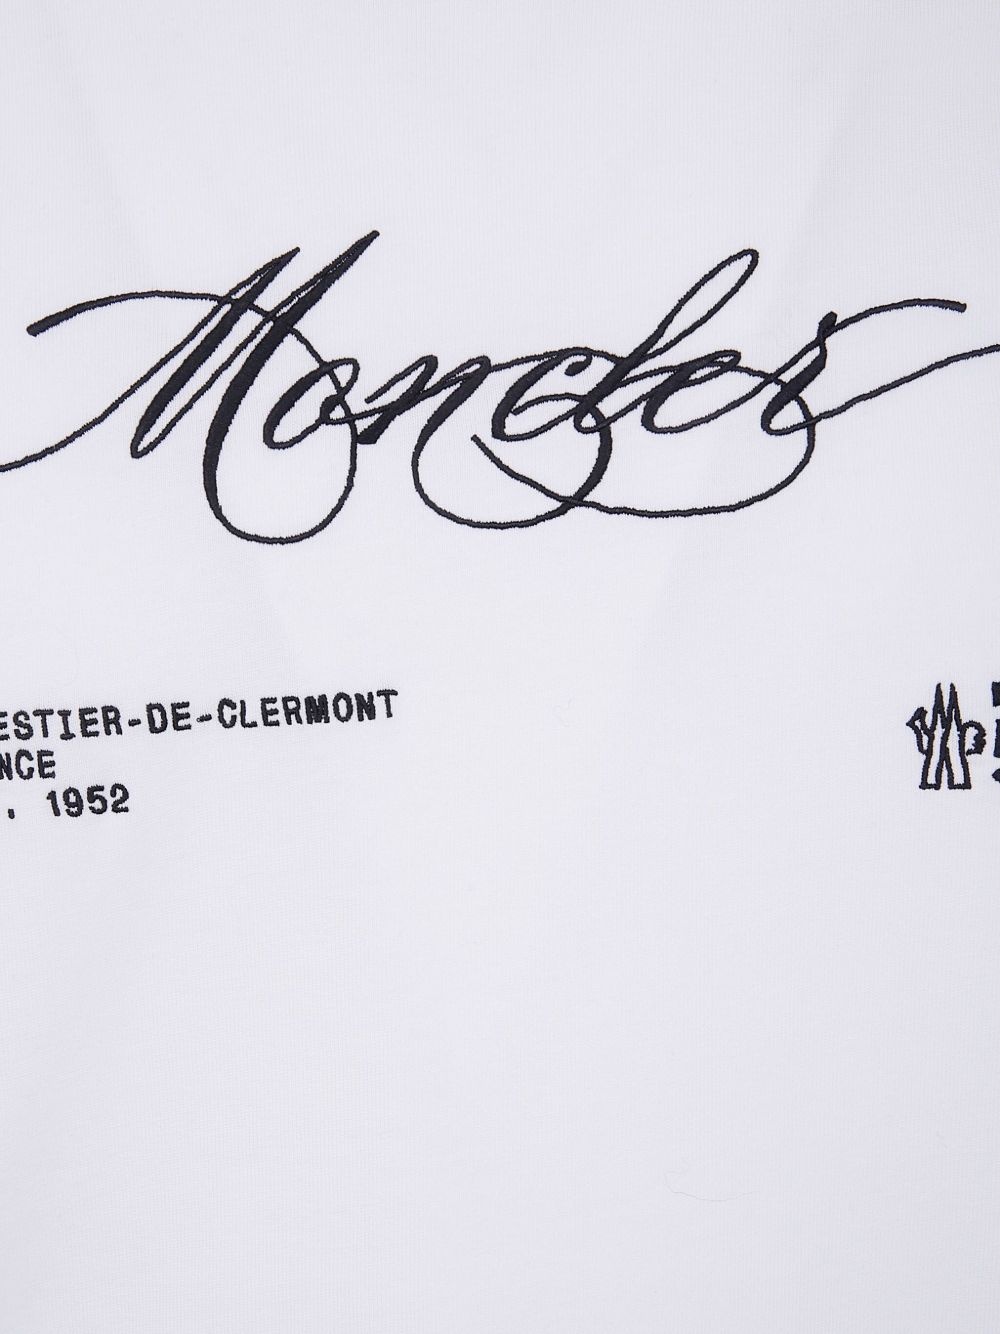 Moncler
ESTIER-DE-CLERMONT
NCE
. 1952